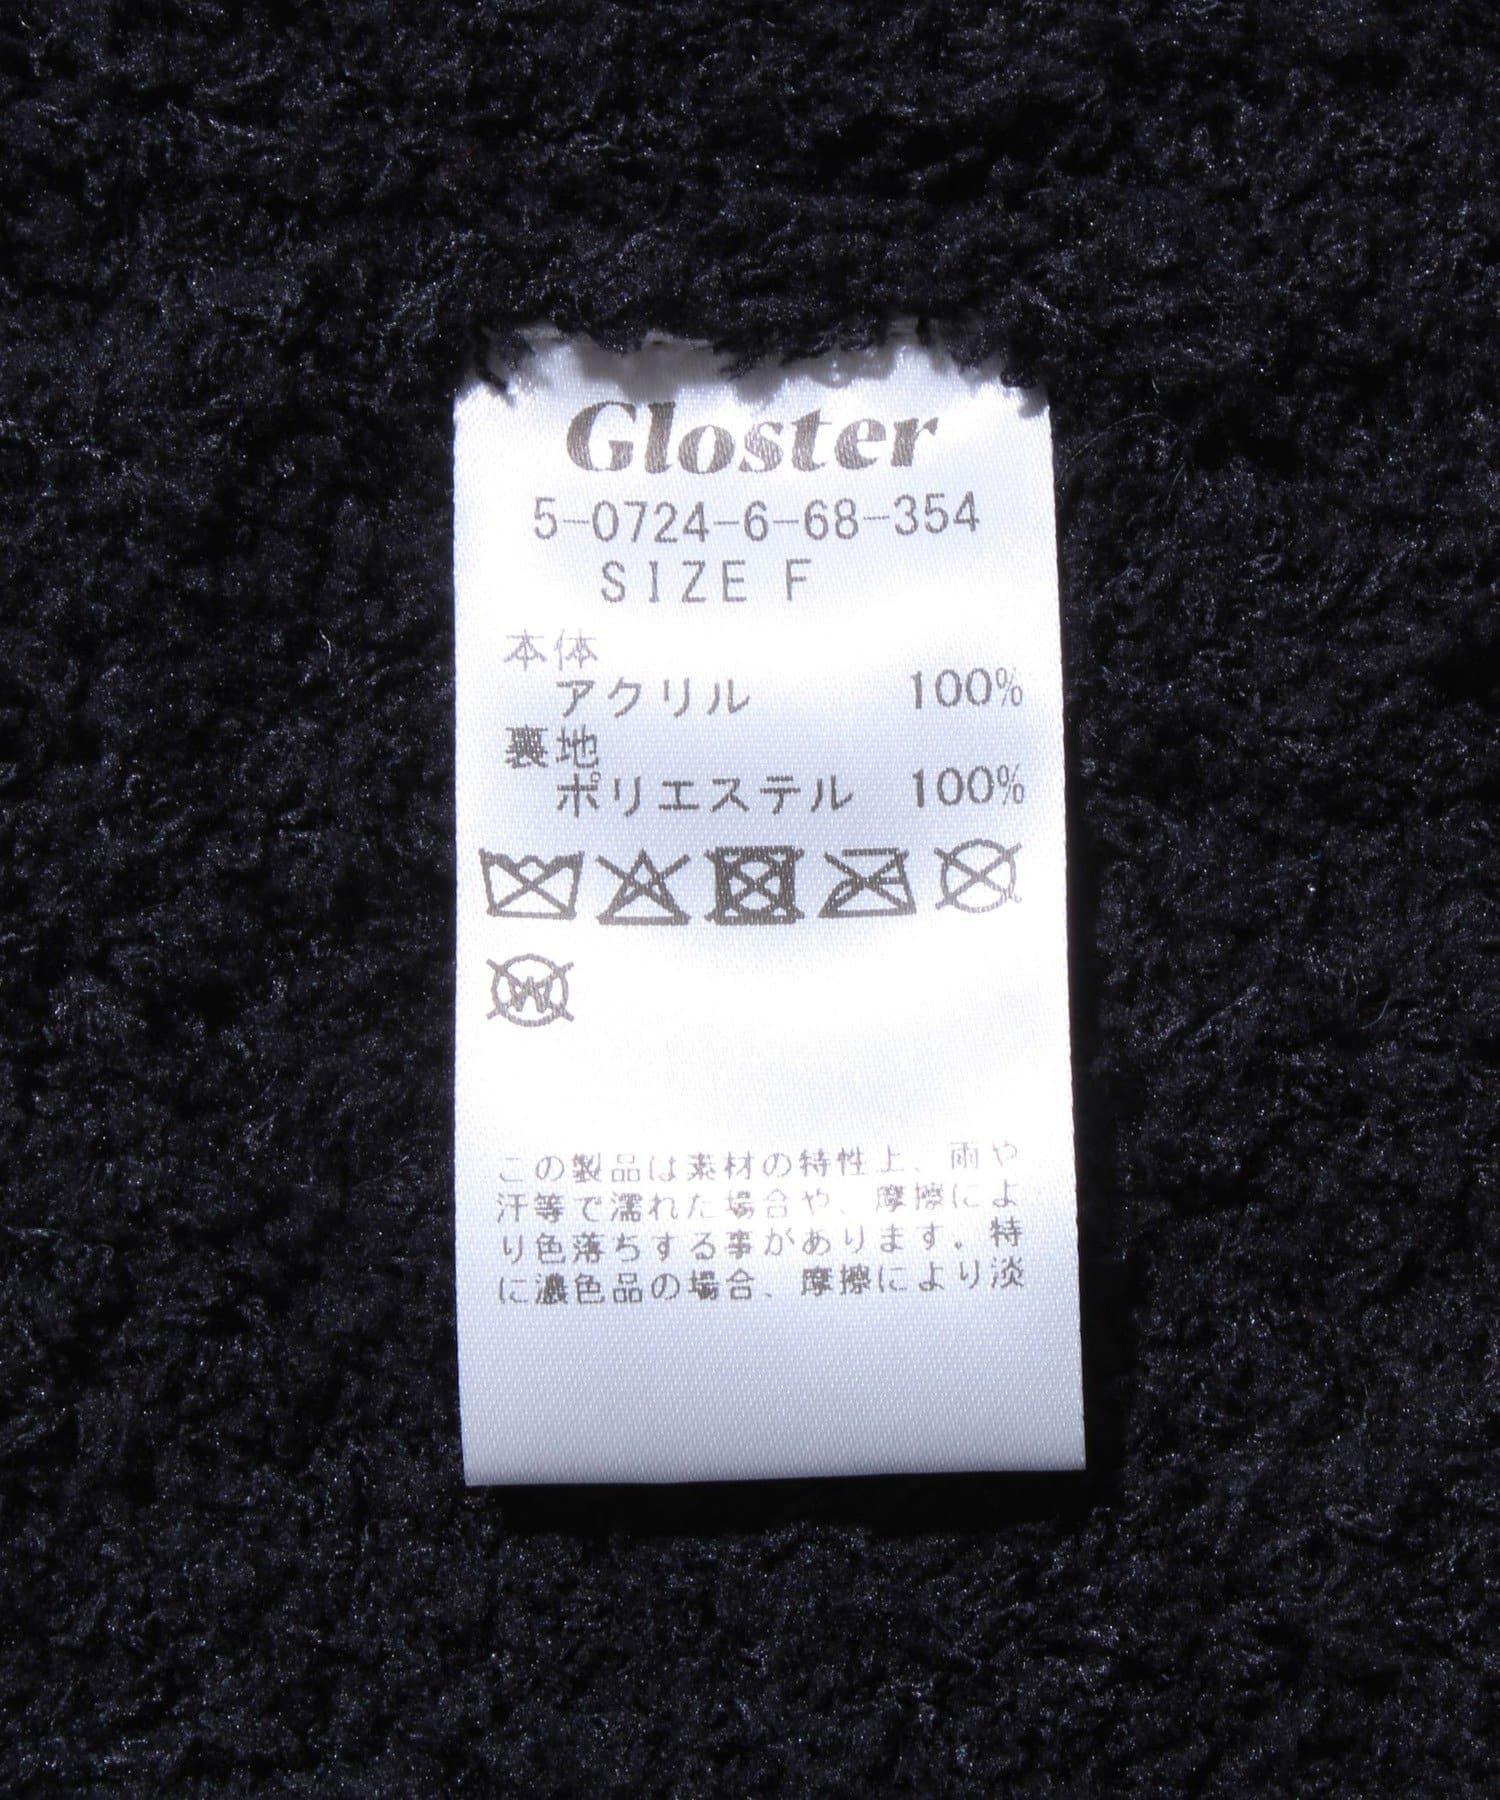 Gloster
5-0724-6-68-354
SIZE F
本体
アクリル 100%
裏地
ポリエステル 100%
W
この製品は素材の特性上、雨や
汗等で濡れた場合や、摩擦によ
り色落ちする事があります。特
に濃色品の場合、摩擦により淡